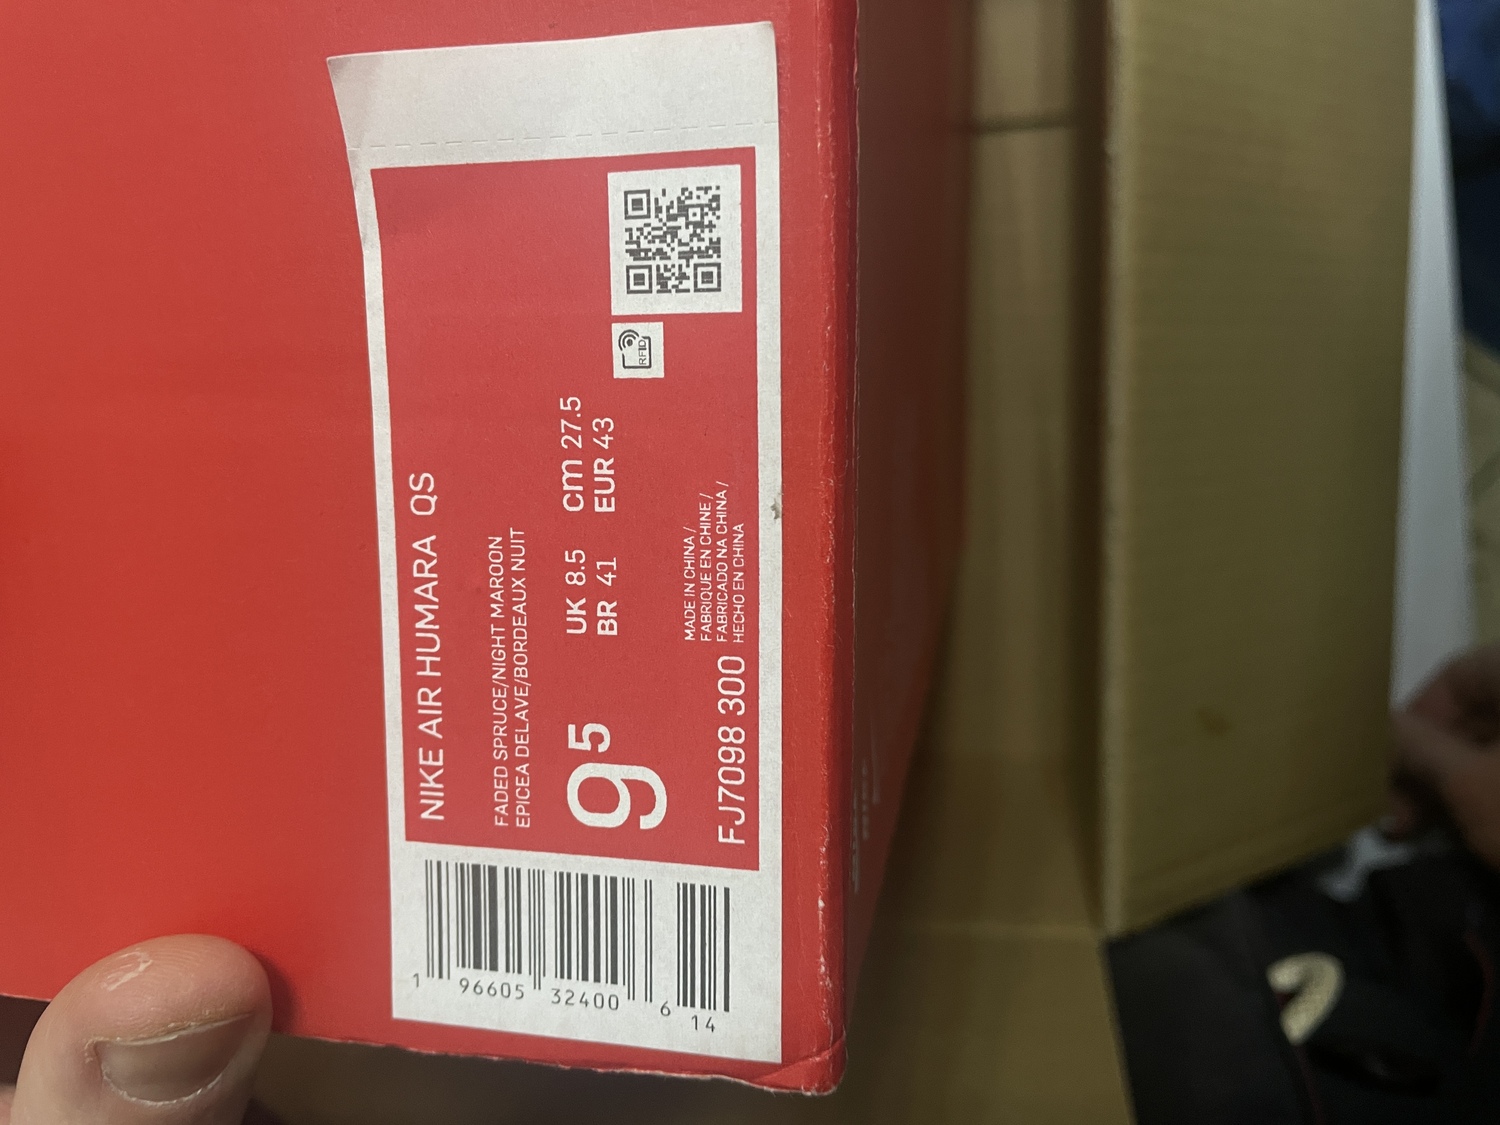 NIKE AIR HUMARA QS
FADED SPRUCE/NIGHT MAROON
EPICEA DELAVE/BORDEAUX NUIT
9 5
UK 8.5 cm 27.5
BR 41 EUR 43
RFID
FJ7098 300
MADE IN CHINA /
FABRIQUE EN CHINE /
FABRICADO NA CHINA /
HECHO EN CHINA
1 96605 32400 6 14